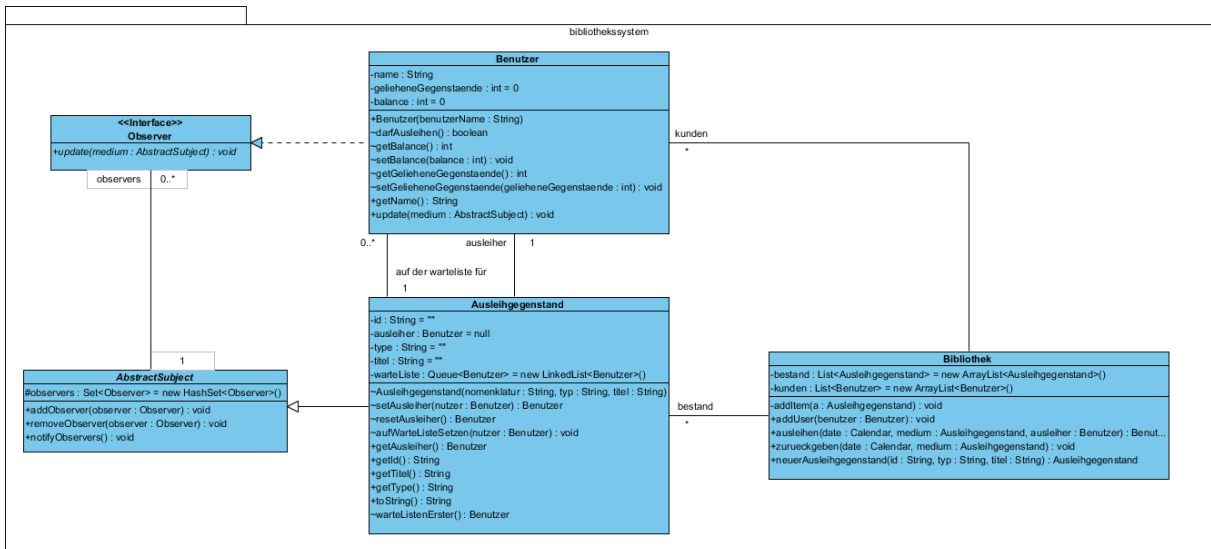 bibliothekssystem
Benutzer
-name : String
-gelieheneGegenstaende : int = 0
-balance : int = 0
+Benutzer(benutzerName : String)
~darfAusleihen() : boolean
~getBalance() : int
~setBalance(balance : int) : void
~getGelieheneGegenstaende() : int
~setGelieheneGegenstaende(gelieheneGegenstaende : int) : void
+getName() : String
+update(medium : AbstractSubject) : void
<<Interface>>
Observer
+update(medium : AbstractSubject) : void
observers
0..*
kunden
*
0..*
ausleiher
1
auf der warteliste für
1
1
AbstractSubject
#observers : Set<Observer> = new HashSet<Observer>()
+addObserver(observer : Observer) : void
+removeObserver(observer : Observer) : void
+notifyObservers() : void
Ausleihgegenstand
-id : String = ""
-ausleiher : Benutzer = null
-type : String = ""
-titel : String = ""
-warteListe : Queue<Benutzer> = new LinkedList<Benutzer>()
~Ausleihgegenstand(nomenklatur : String, typ : String, titel : String)
~setAusleiher(nutzer : Benutzer) : Benutzer
~resetAusleiher() : Benutzer
~aufWarteListeSetzen(nutzer : Benutzer) : void
+getAusleiher() : Benutzer
+getId() : String
+getTitel() : String
+getType() : String
+toString() : String
~warteListenErster() : Benutzer
bestand
*
Bibliothek
-bestand : List<Ausleihgegenstand> = new ArrayList<Ausleihgegenstand>()
-kunden : List<Benutzer> = new ArrayList<Benutzer>()
-addItem(a : Ausleihgegenstand) : void
+addUser(benutzer : Benutzer) : void
+ausleihen(date : Calendar, medium : Ausleihgegenstand, ausleiher : Benutzer) : Benut...
+zurueckgeben(date : Calendar, medium : Ausleihgegenstand) : void
+neuerAusleihgegenstand(id : String, typ : String, titel : String) : Ausleihgegenstand